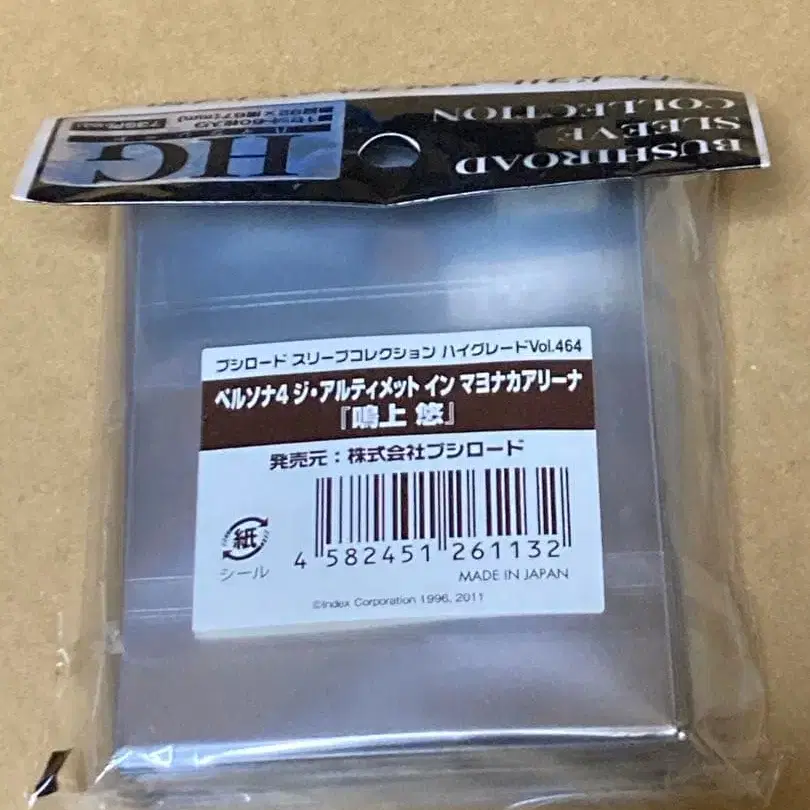 BUSHIROAD
SLEEVE
COLLECTION
HG
ブシロード スリーブコレクション ハイグレードVol.464
ペルソナ4 ジ・アルティメット イン マヨナカアリーナ
『鳴上 悠』
発売元：株式会社ブシロード
紙
シール
4 582451 261132
MADE IN JAPAN
©Index Corporation 1996, 2011